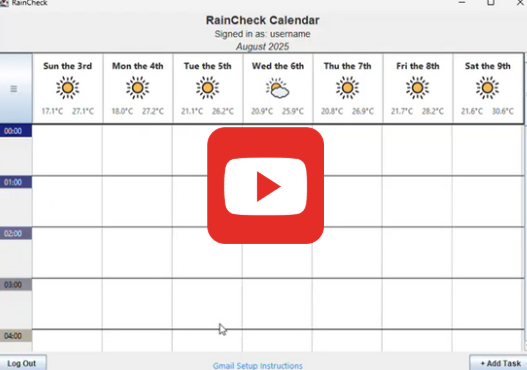 RainCheck
RainCheck Calendar
Signed in as: username
August 2025
Sun the 3rd Mon the 4th Tue the 5th Wed the 6th Thu the 7th Fri the 8th Sat the 9th
17.1°C 27.1°C 18.0°C 27.2°C 21.1°C 26.2°C 20.9°C 25.9°C 20.8°C 26.9°C 21.7°C 28.2°C 21.6°C 30.6°C
00:00
01:00
02:00
03:00
04:00
Log Out Gmail Setup Instructions + Add Task